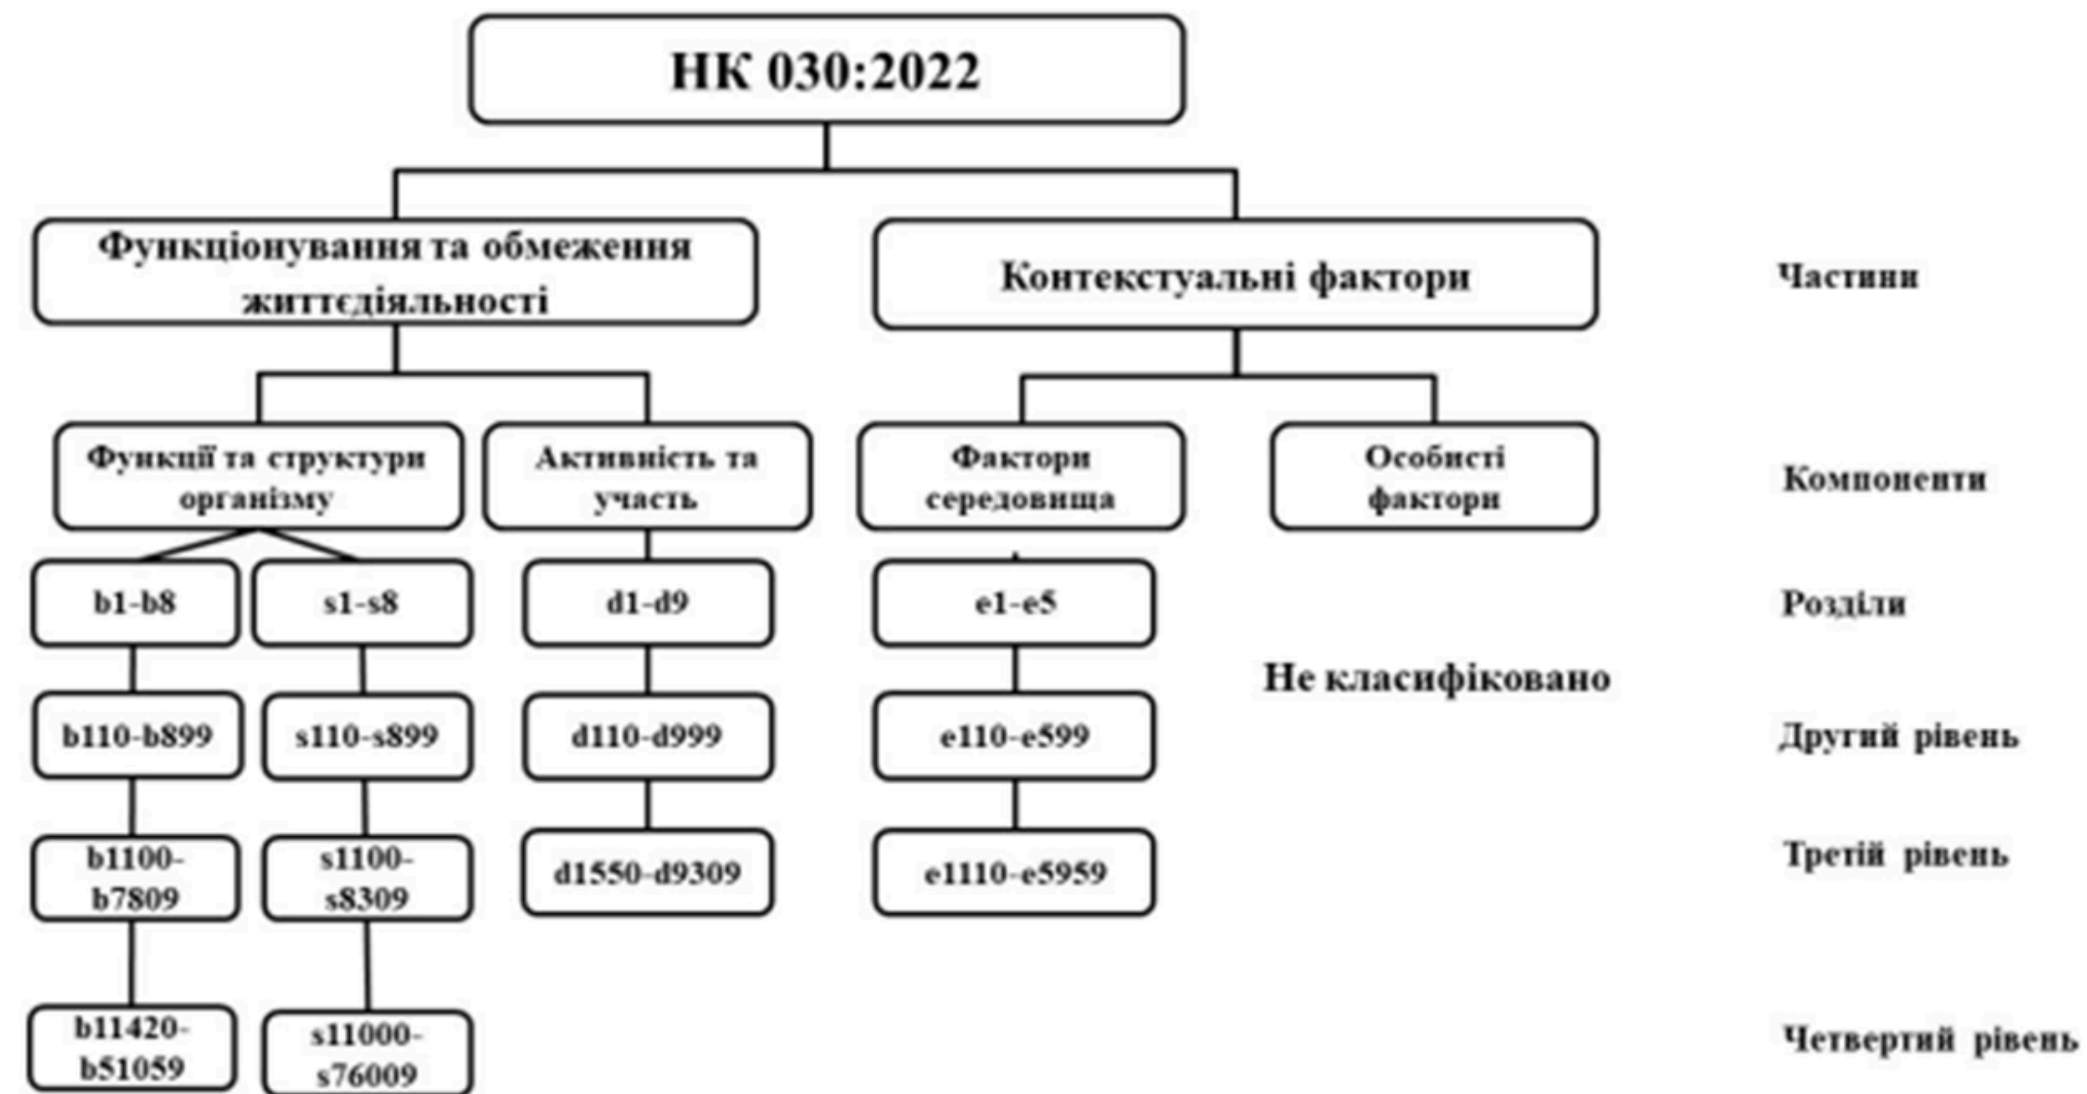 НК 030:2022
Функціонування та обмеження
життєдіяльності
Контекстуальні фактори
Частини
Функції та структури
організму
Активність та
участь
Фактори
середовища
Особисті
фактори
Компоненти
b1-b8
s1-s8
d1-d9
e1-e5
Розділи
Не класифіковано
b110-b899
s110-s899
d110-d999
e110-e599
Другий рівень
b1100-
b7809
s1100-
s8309
d1550-d9309
e1110-e5959
Третій рівень
b11420-
b51059
s11000-
s76009
Четвертий рівень